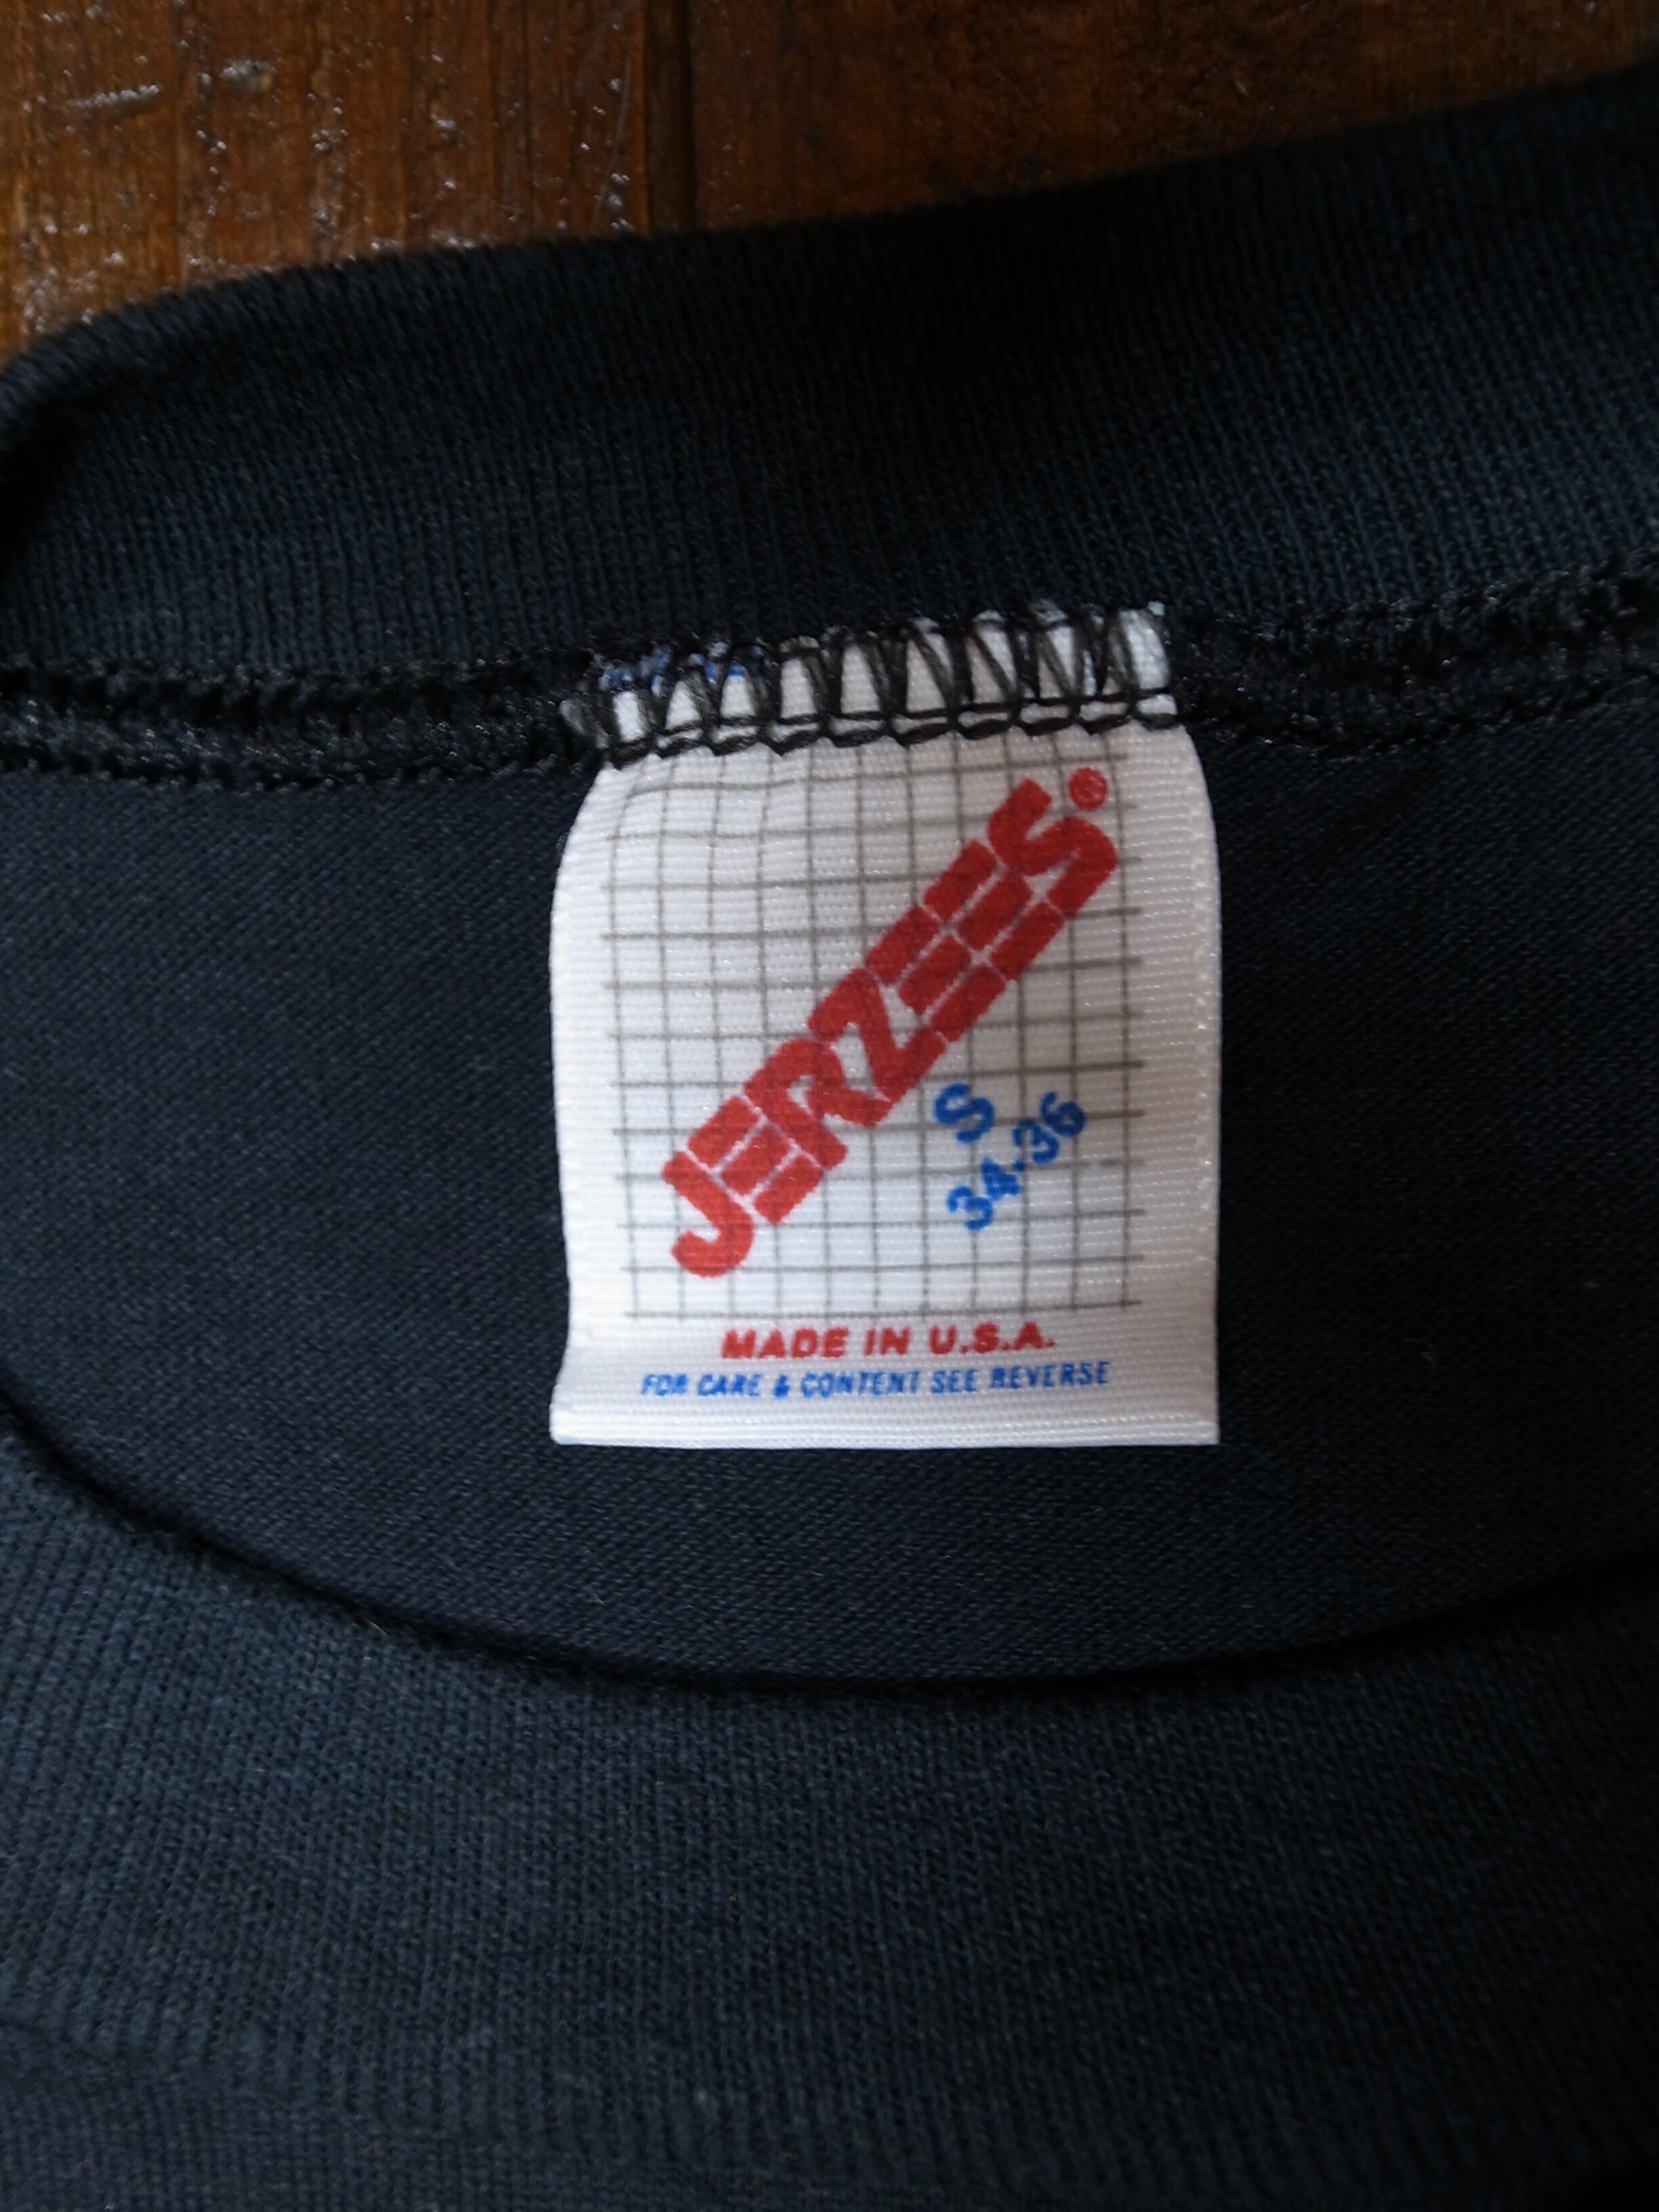 JERZEES®
S
34-36
MADE IN U.S.A.
FOR CARE & CONTENT SEE REVERSE